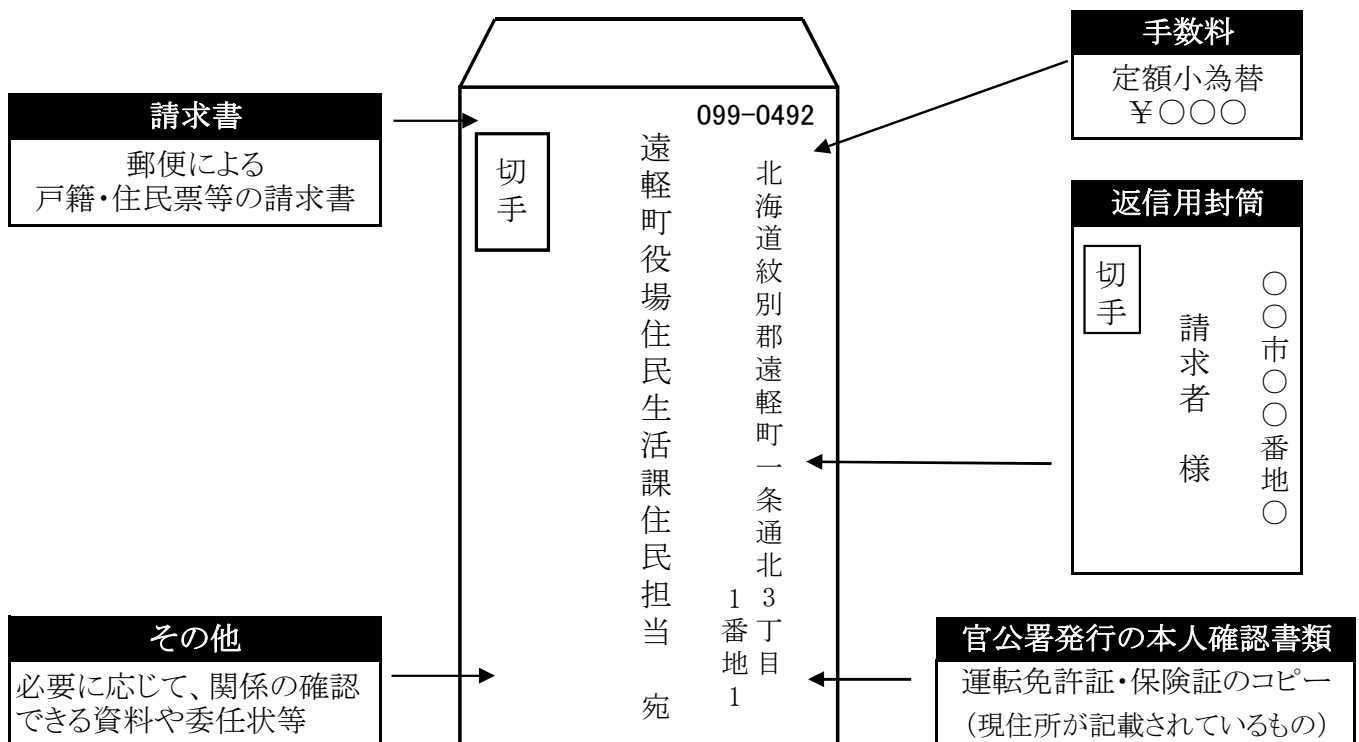 請求書
郵便による
戸籍・住民票等の請求書
その他
必要に応じて、関係の確認
できる資料や委任状等
099-0492
切手
北海道紋別郡遠軽町一条通北3丁目
1番地1
遠軽町役場住民生活課住民担当 宛
手数料
定額小為替
￥○○○
返信用封筒
切手
○○市○○番地○
請求者 様
官公署発行の本人確認書類
運転免許証・保険証のコピー
（現住所が記載されているもの）